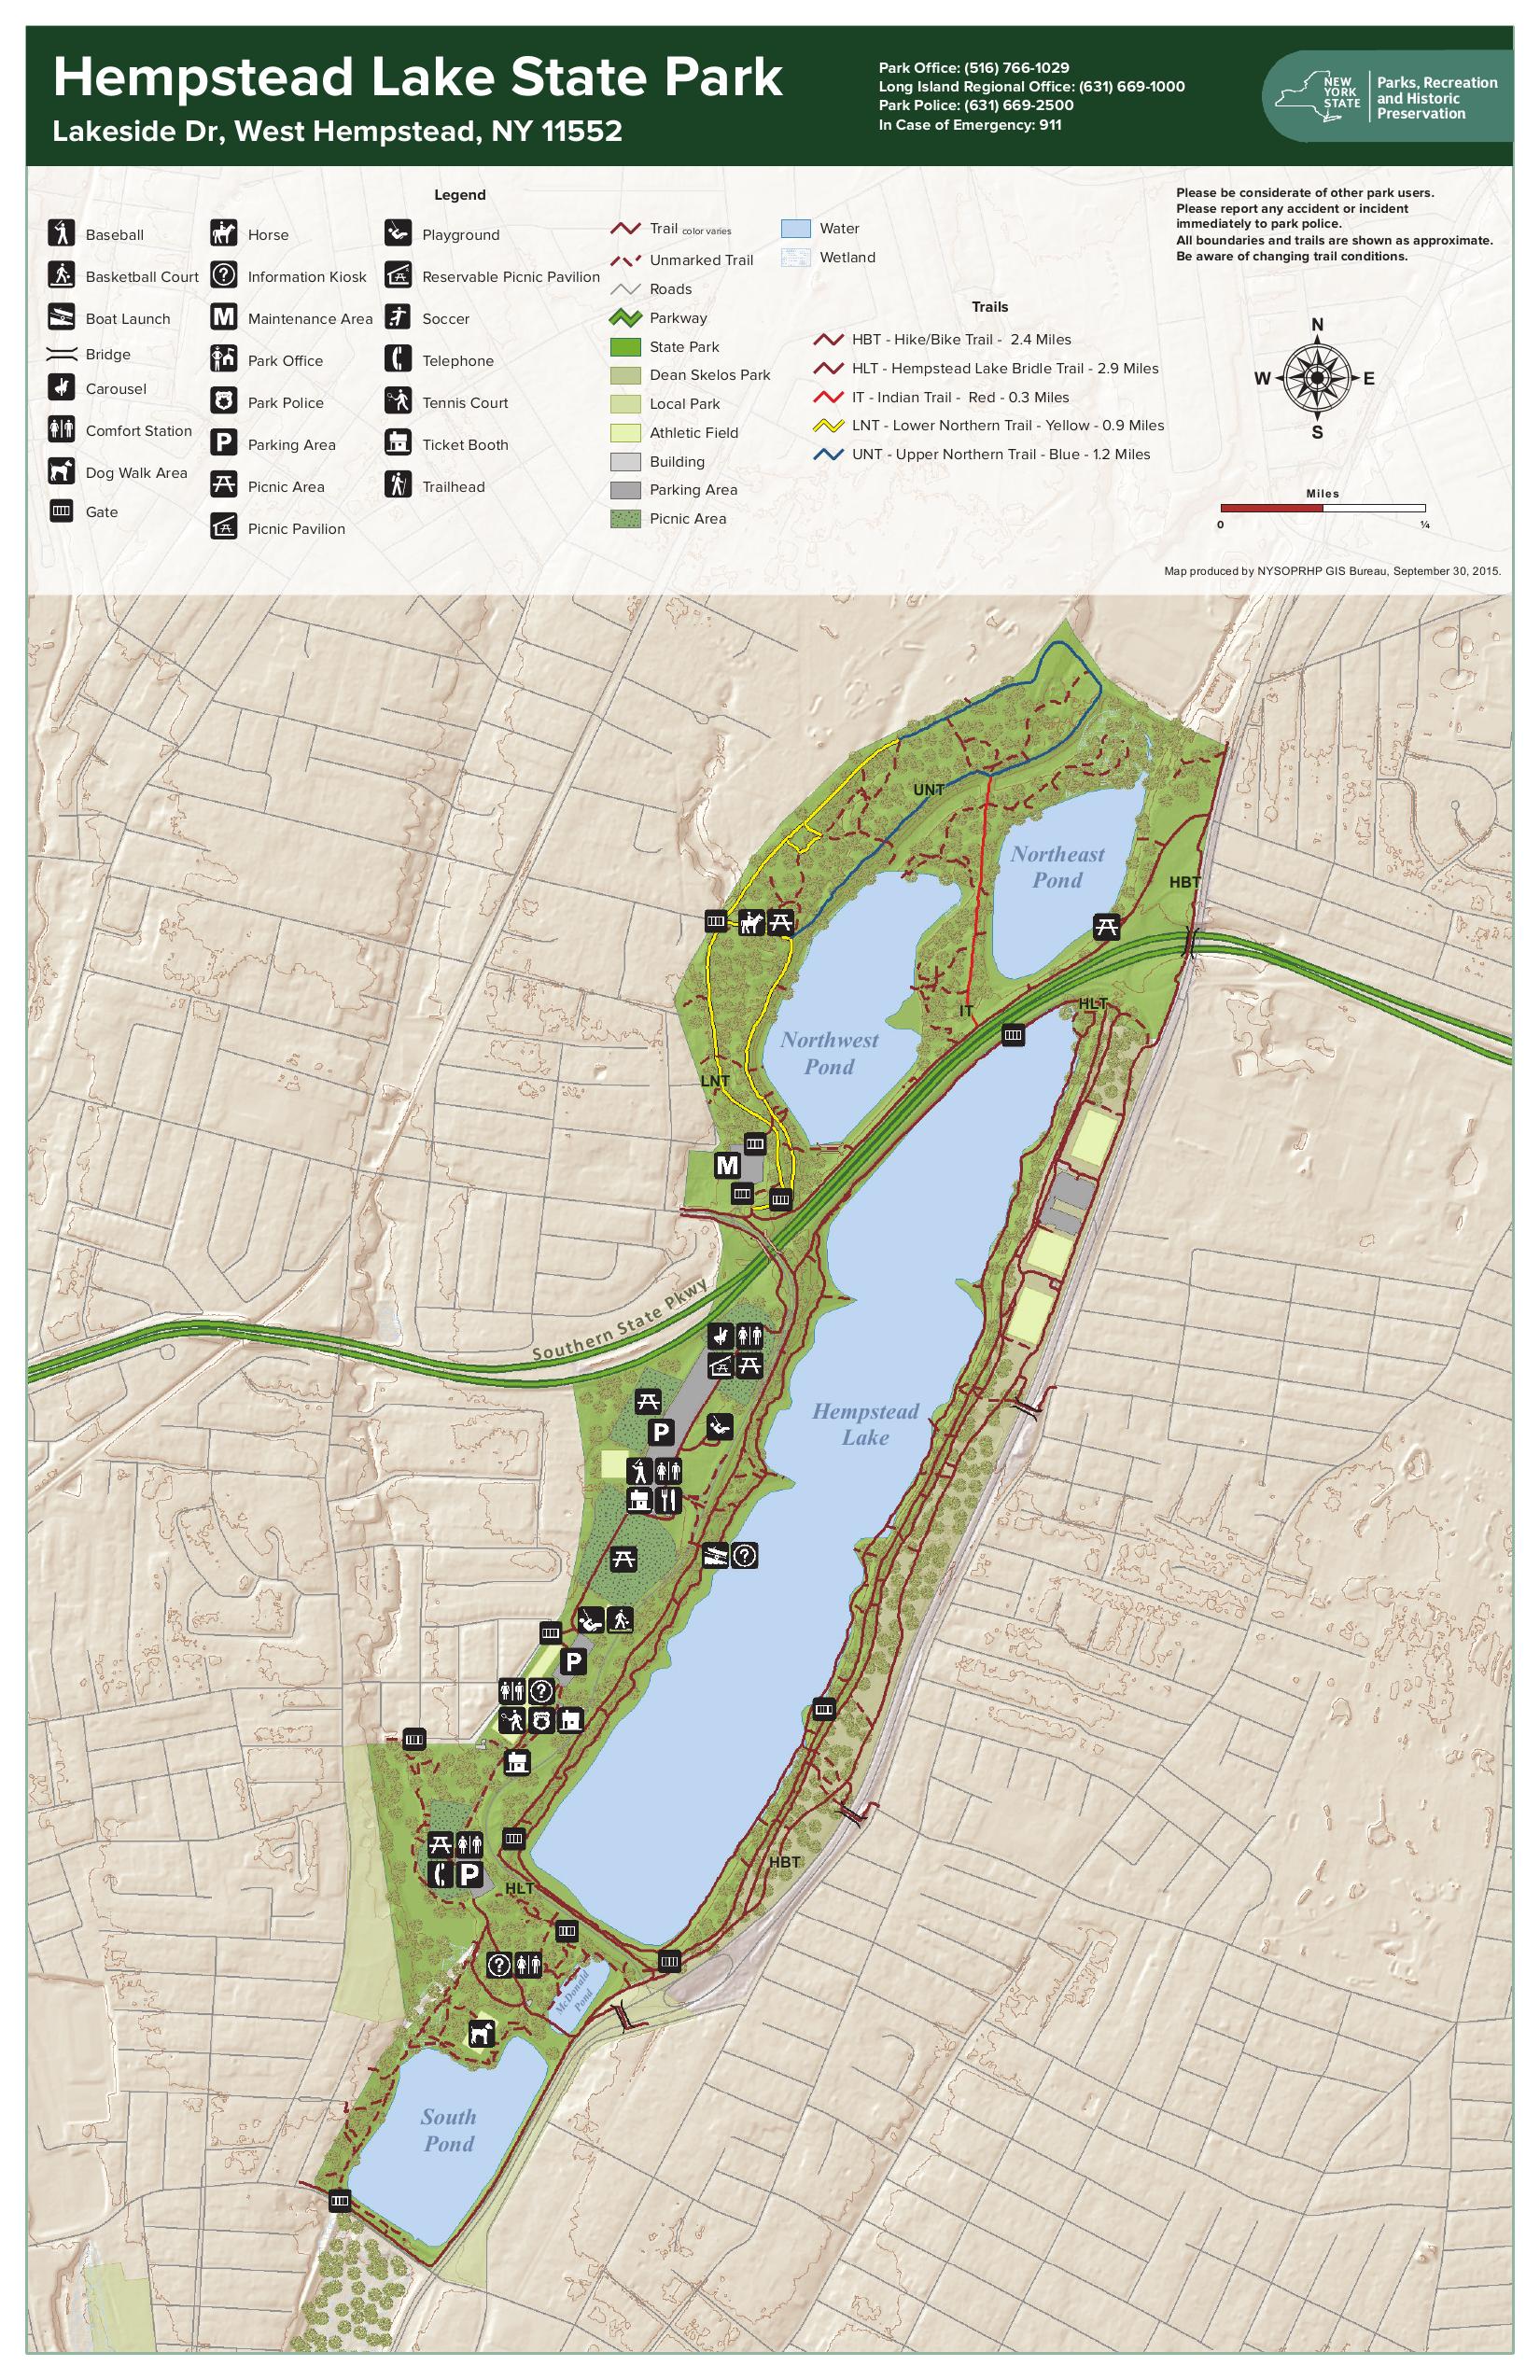 Hempstead Lake State Park
Lakeside Dr, West Hempstead, NY 11552
Park Office: (516) 766-1029
Long Island Regional Office: (631) 669-1000
Park Police: (631) 669-2500
In Case of Emergency: 911
NEW
YORK
STATE
Parks, Recreation
and Historic
Preservation
Legend
Baseball
Basketball Court
Boat Launch
Bridge
Carousel
Comfort Station
Dog Walk Area
Gate
Horse
Information Kiosk
M
Maintenance Area
Park Office
Park Police
P
Parking Area
Picnic Area
Picnic Pavilion
Playground
Reservable Picnic Pavilion
Soccer
Telephone
Tennis Court
Ticket Booth
Trailhead
Trail color varies
Unmarked Trail
Roads
Parkway
State Park
Dean Skelos Park
Local Park
Athletic Field
Building
Parking Area
Picnic Area
Water
Wetland
Trails
HBT - Hike/Bike Trail - 2.4 Miles
HLT - Hempstead Lake Bridle Trail - 2.9 Miles
IT - Indian Trail - Red - 0.3 Miles
LNT - Lower Northern Trail - Yellow - 0.9 Miles
UNT - Upper Northern Trail - Blue - 1.2 Miles
Please be considerate of other park users.
Please report any accident or incident
immediately to park police.
All boundaries and trails are shown as approximate.
Be aware of changing trail conditions.
N
W E
S
Miles
0 ¼
Map produced by NYSOPRHP GIS Bureau, September 30, 2015.
UNT
Northeast
Pond
HBT
IT
HLT
Northwest
Pond
LNT
M
Southern State Pkwy
Hempstead
Lake
P
P
P
HBT
HLT
McDonald
Pond
South
Pond